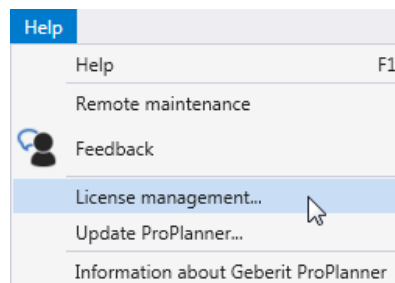 Help
Help F1
Remote maintenance
Feedback
License management...
Update ProPlanner...
Information about Geberit ProPlanner